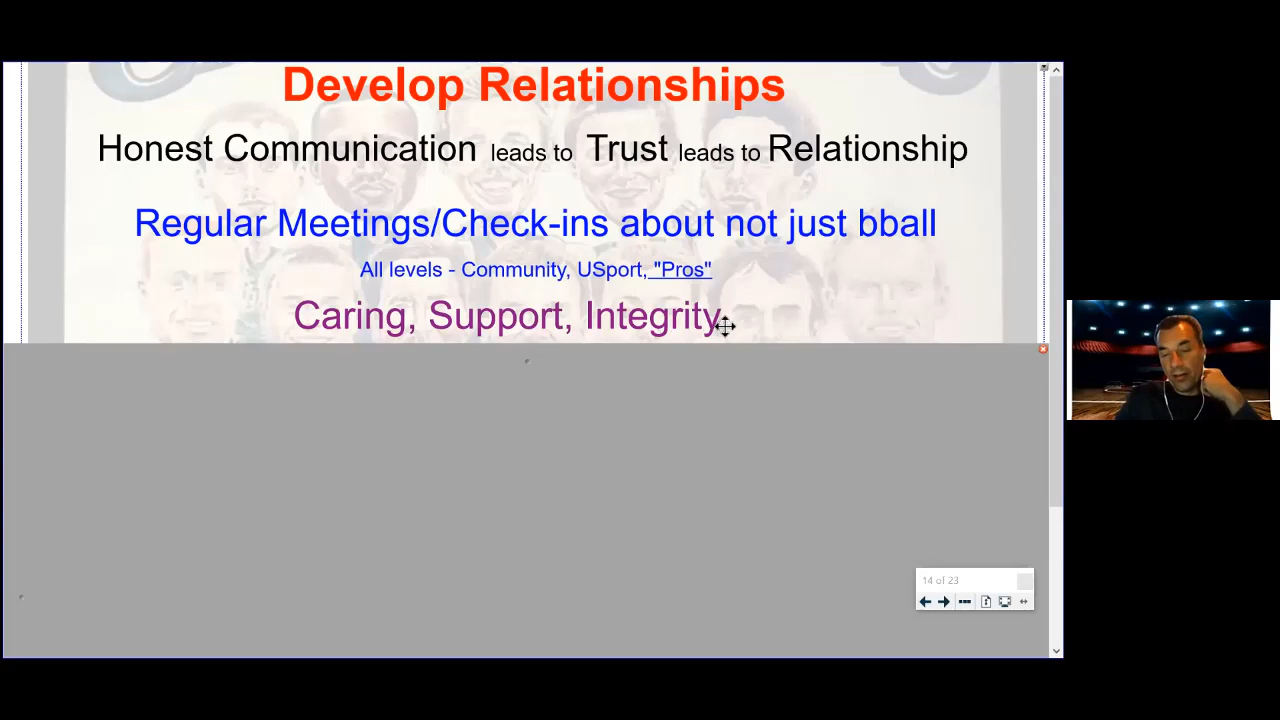 Develop Relationships
Honest Communication leads to Trust leads to Relationship
Regular Meetings/Check-ins about not just bball
All levels - Community, USport, "Pros"
Caring, Support, Integrity
14 of 23